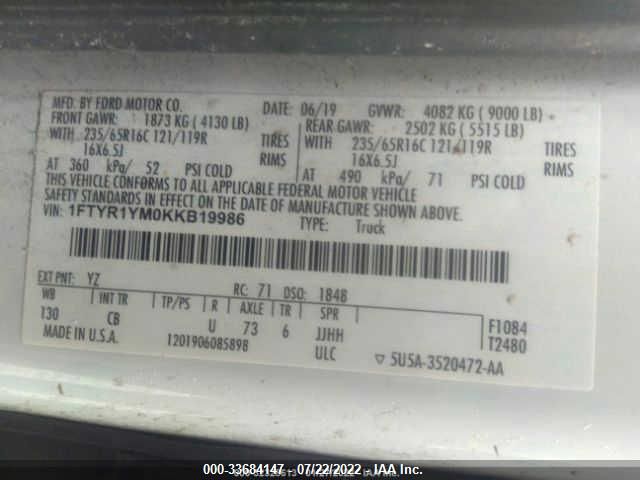 MFD. BY FORD MOTOR CO. DATE: 06/19 GVWR: 4082 KG ( 9000 LB)
FRONT GAWR: 1873 KG ( 4130 LB) REAR GAWR: 2502 KG ( 5515 LB)
WITH 235/65R16C 121/119R TIRES WITH 235/65R16C 121/119R TIRES
16X6.5J RIMS 16X6.5J RIMS
AT 360 kPa/ 52 PSI COLD AT 490 kPa/ 71 PSI COLD
THIS VEHICLE CONFORMS TO ALL APPLICABLE FEDERAL MOTOR VEHICLE
SAFETY STANDARDS IN EFFECT ON THE DATE OF MANUFACTURE SHOWN ABOVE.
VIN: 1FTYR1YM0KKB19986 TYPE: Truck
EXT PNT: YZ RC: 71 DSO: 1848
WB INT TR TP/PS R AXLE TR SPR F1084
130 CB U 73 6 JJHH T2480
MADE IN U.S.A. 1201906085898 ULC ▽ 5U5A-3520472-AA
000-33684147 - 07/22/2022 - IAA Inc.